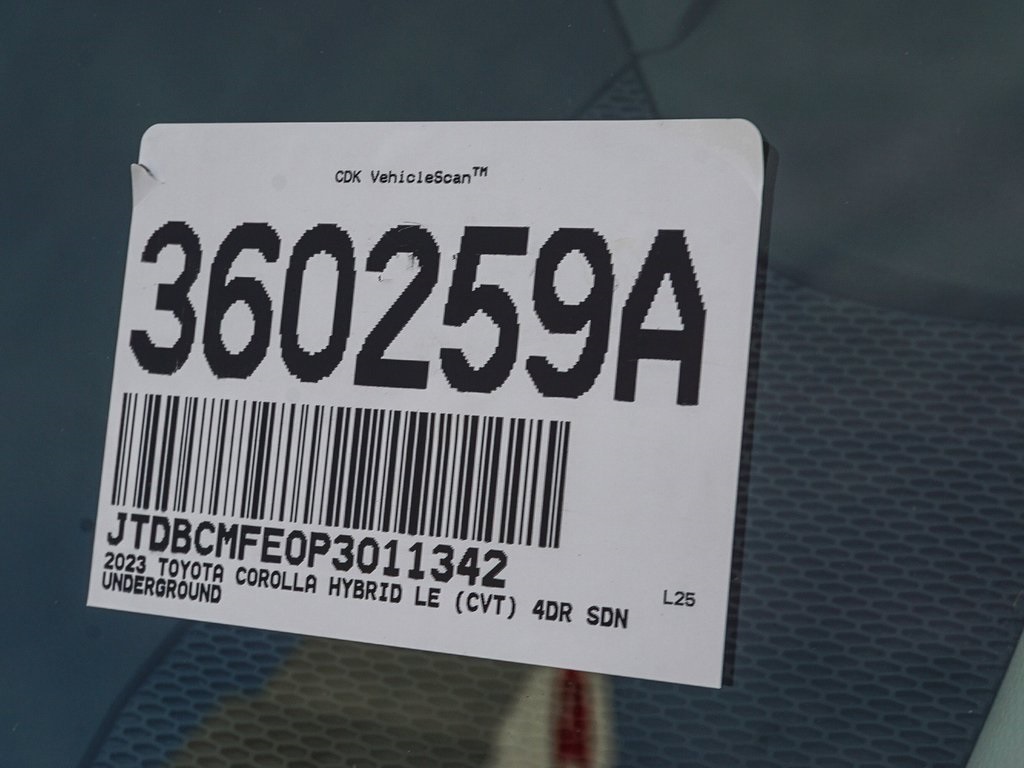 CDK VehicleScan™
360259A
JTDBCMFE0P3011342
2023 TOYOTA COROLLA HYBRID LE (CVT) 4DR SDN
UNDERGROUND
L25